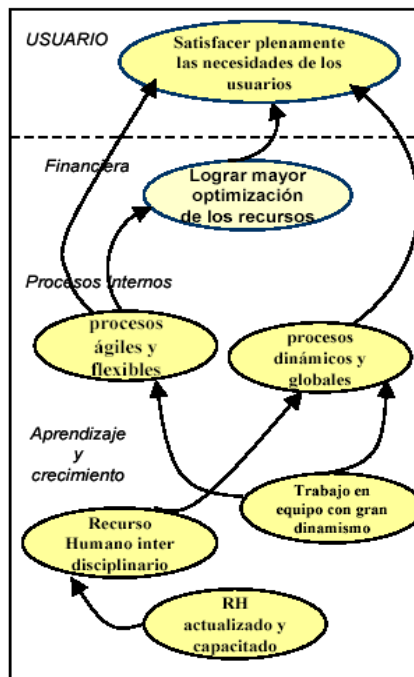 USUARIO
Satisfacer plenamente
las necesidades de los
usuarios
Financiera
Lograr mayor
optimización
de los recursos
Procesos Internos
procesos
ágiles y
flexibles
procesos
dinámicos y
globales
Aprendizaje
y
crecimiento
Trabajo en
equipo con gran
dinamismo
Recurso
Humano inter
disciplinario
RH
actualizado y
capacitado